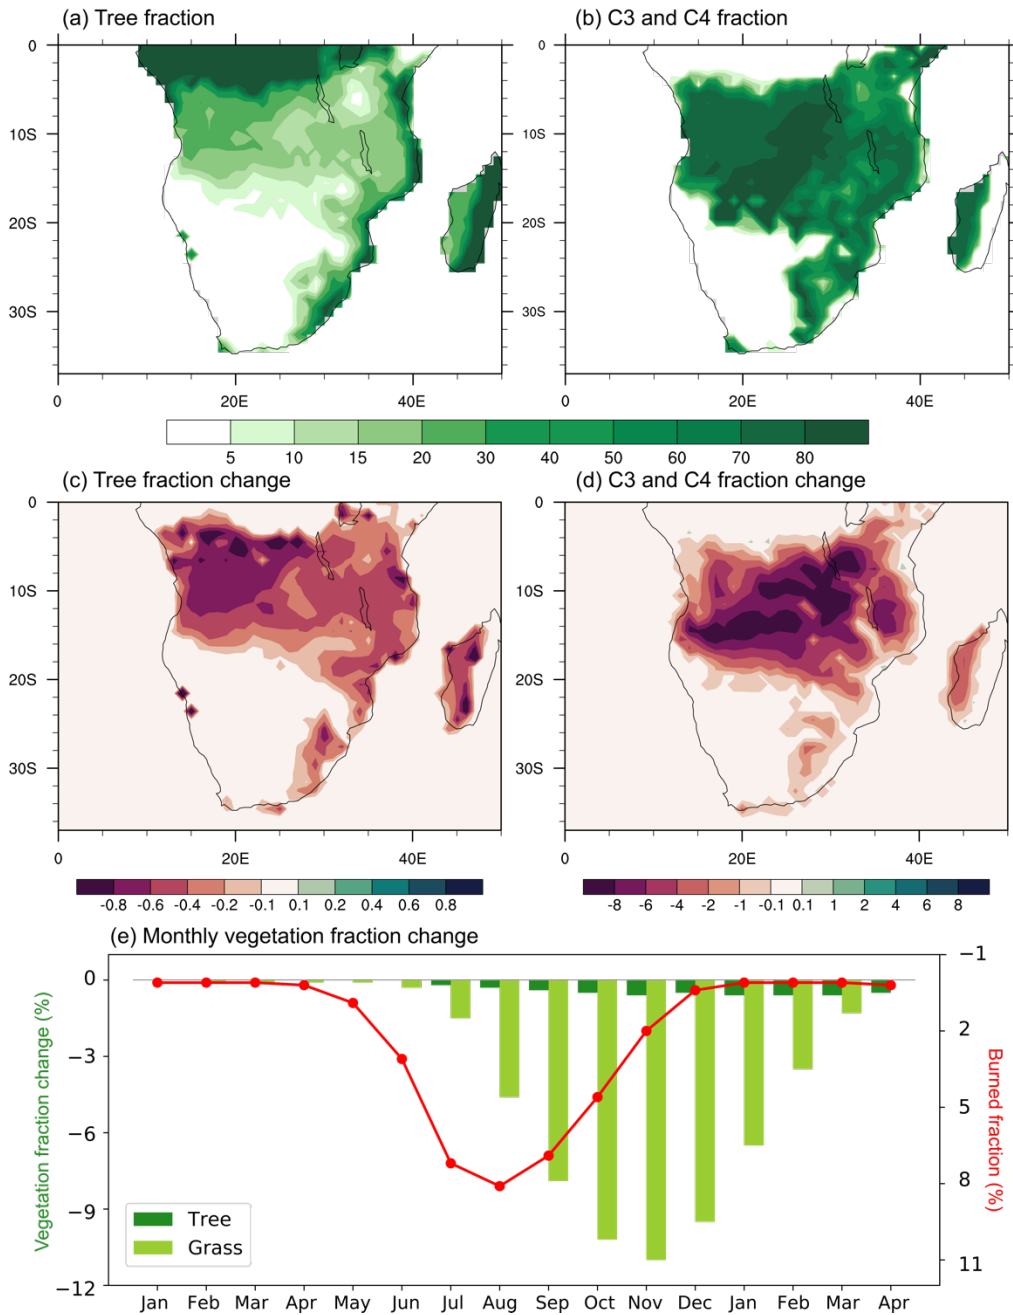 (a) Tree fraction
(b) C3 and C4 fraction
0
10S
20S
30S
0
20E
40E
0
10S
20S
30S
0
20E
40E
5 10 15 20 30 40 50 60 70 80
(c) Tree fraction change
(d) C3 and C4 fraction change
0
10S
20S
30S
0
20E
40E
0
10S
20S
30S
0
20E
40E
-0.8 -0.6 -0.4 -0.2 -0.1 0.1 0.2 0.4 0.6 0.8
-8 -6 -4 -2 -1 -0.1 0.1 1 2 4 6 8
(e) Monthly vegetation fraction change
Vegetation fraction change (%)
0
−3
−6
−9
−12
Tree
Grass
Jan Feb Mar Apr May Jun Jul Aug Sep Oct Nov Dec Jan Feb Mar Apr
−1
2
5
8
11
Burned fraction (%)